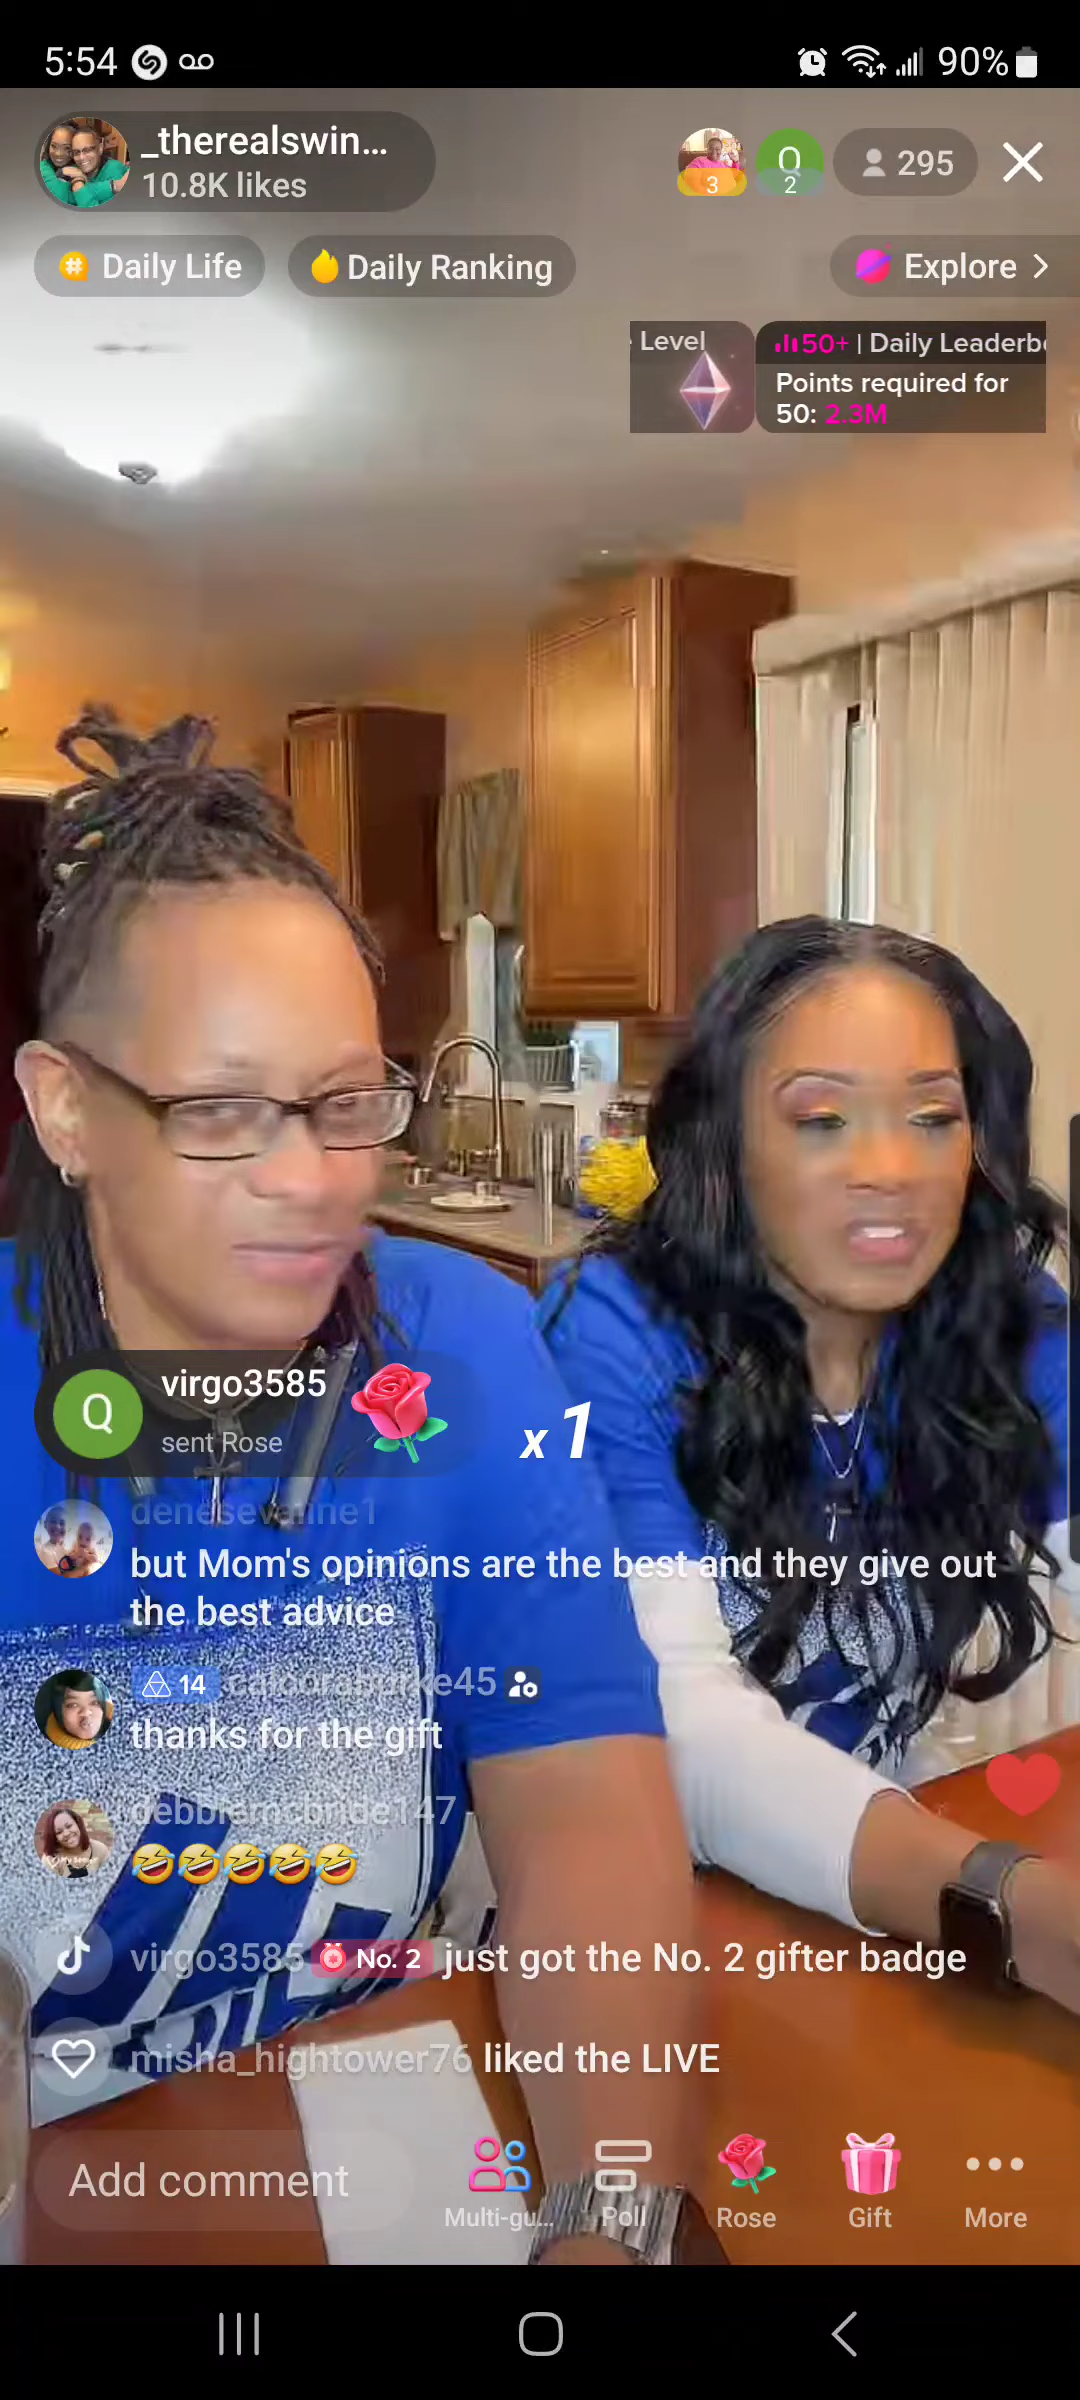 5:54
90%
_therealswin...
10.8K likes
3
Q
2
295
Daily Life
Daily Ranking
Explore >
Level
50+ | Daily Leaderb
Points required for
50: 2.3M
virgo3585
Q
sent Rose
x 1
denesevaline1
but Mom's opinions are the best and they give out
the best advice
14
thanks for the gift
debbiemcbride147
🤣🤣🤣🤣🤣
virgo3585 No. 2 just got the No. 2 gifter badge
misha_hightower76 liked the LIVE
Add comment
Multi-gu...
Poll
Rose
Gift
More